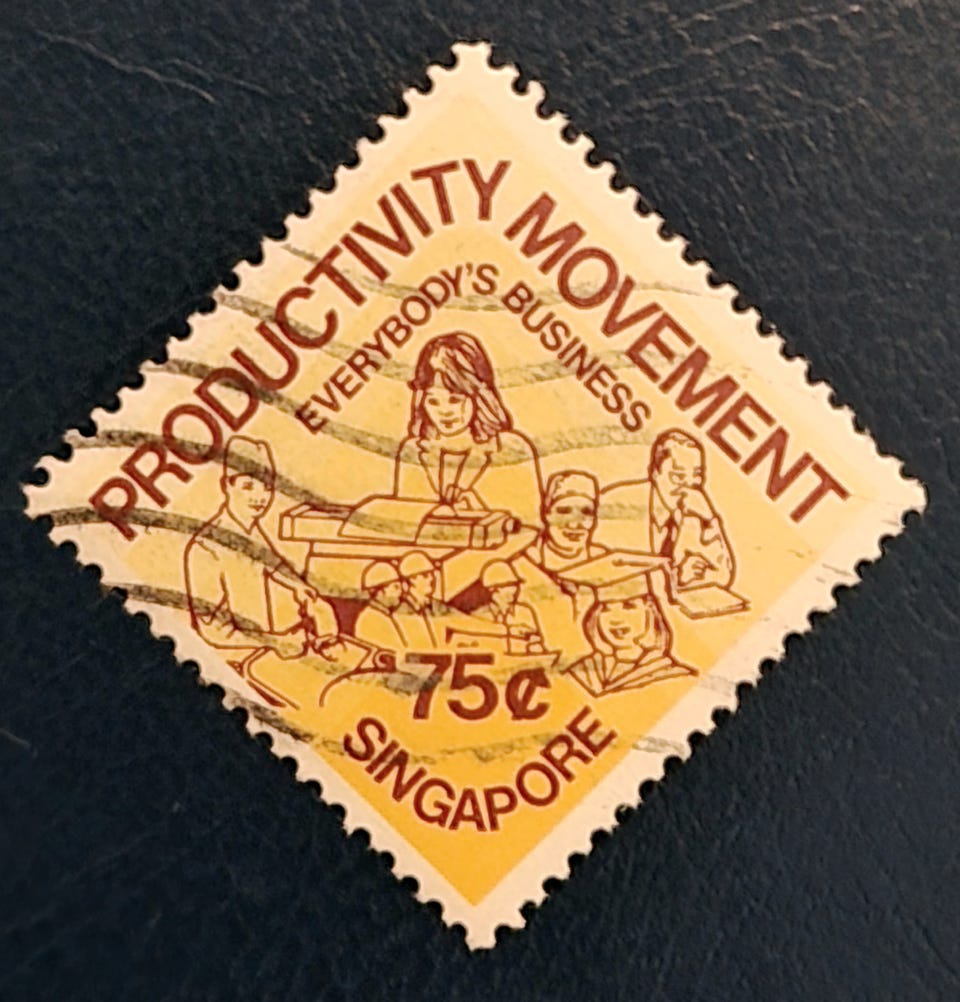 PRODUCTIVITY MOVEMENT
EVERYBODY'S BUSINESS
75¢
SINGAPORE